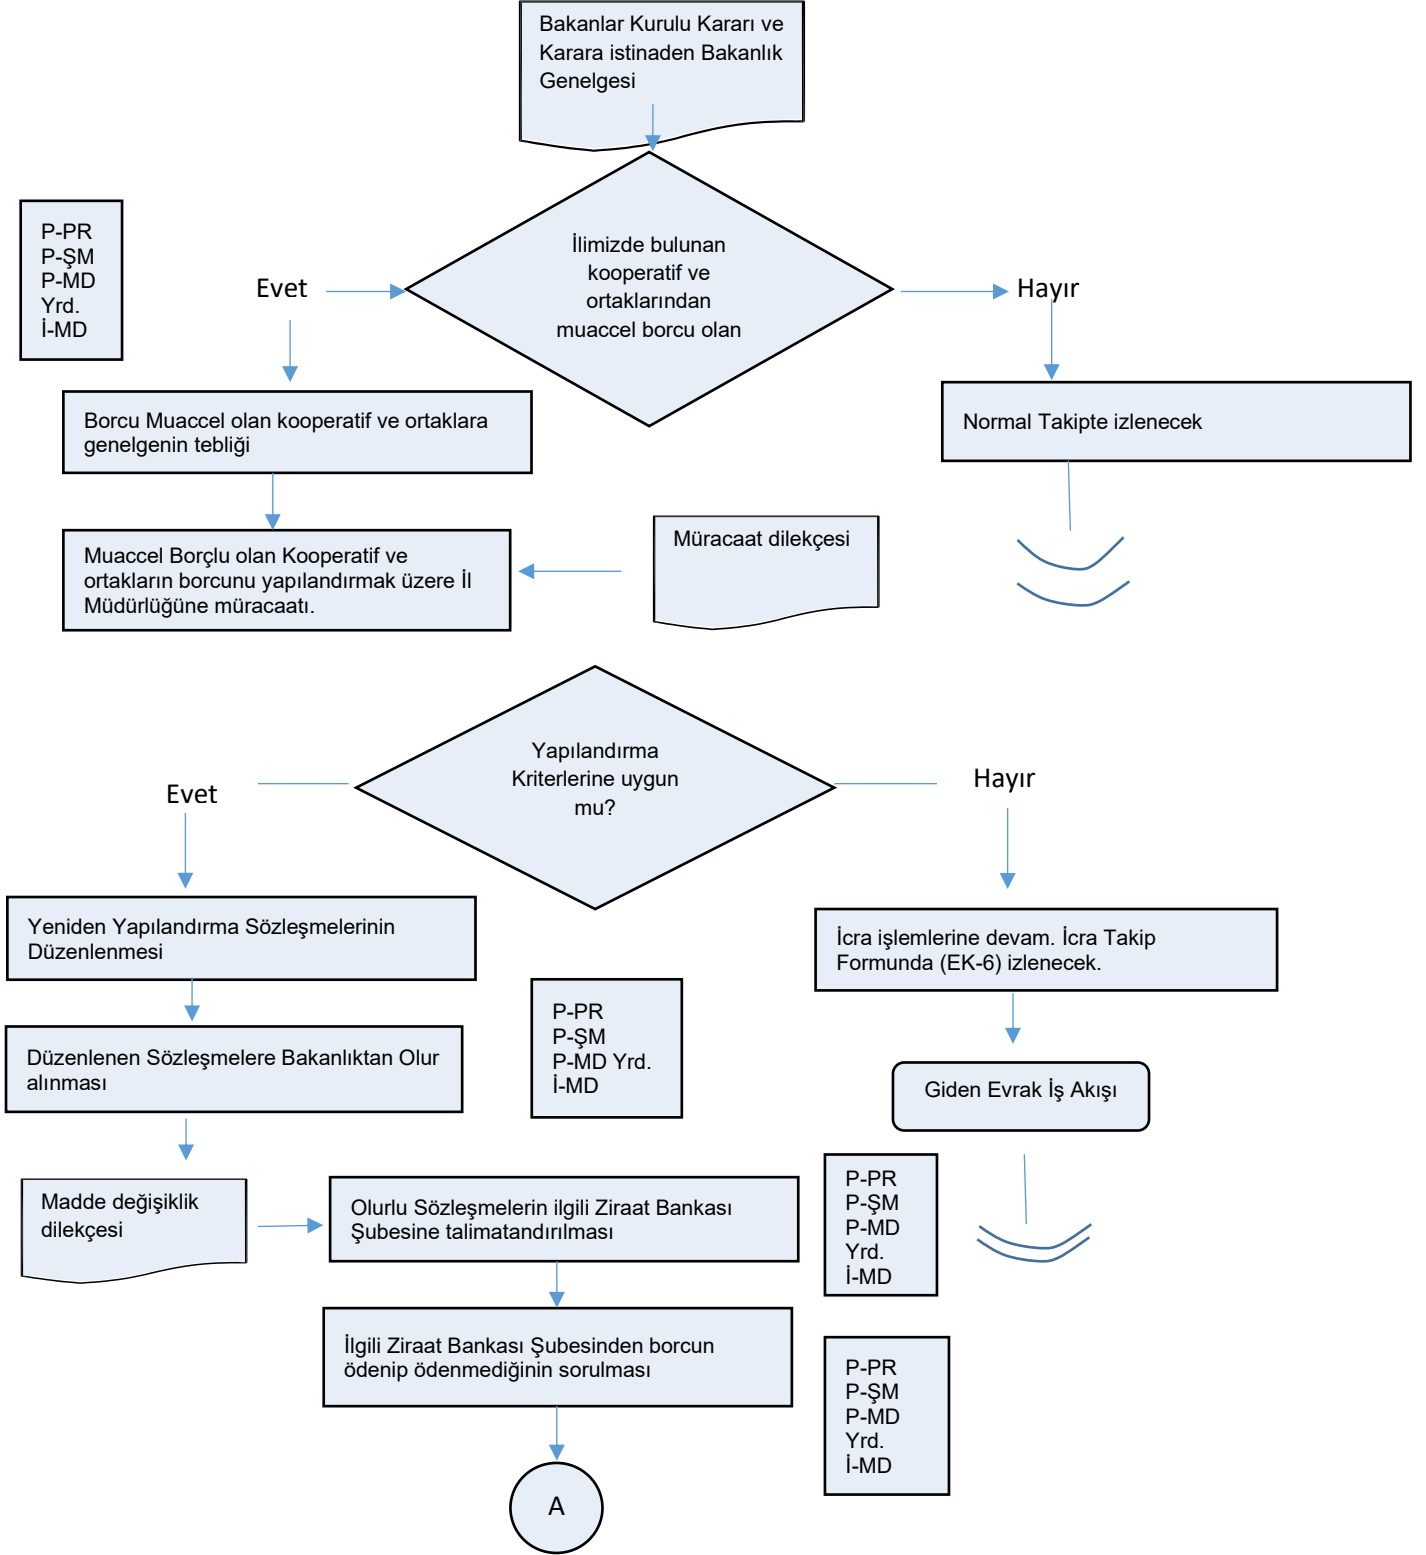 Bakanlar Kurulu Kararı ve
Karara istinaden Bakanlık
Genelgesi
P-PR
P-ŞM
P-MD
Yrd.
İ-MD
Evet
İlimizde bulunan
kooperatif ve
ortaklarından
muaccel borcu olan
Hayır
Borcu Muaccel olan kooperatif ve ortaklara
genelgenin tebliği
Normal Takipte izlenecek
Muaccel Borçlu olan Kooperatif ve
ortakların borcunu yapılandırmak üzere İl
Müdürlüğüne müracaatı.
Müracaat dilekçesi
Yapılandırma
Kriterlerine uygun
mu?
Evet
Hayır
Yeniden Yapılandırma Sözleşmelerinin
Düzenlenmesi
İcra işlemlerine devam. İcra Takip
Formunda (EK-6) izlenecek.
P-PR
P-ŞM
P-MD Yrd.
İ-MD
Düzenlenen Sözleşmelere Bakanlıktan Olur
alınması
Giden Evrak İş Akışı
Madde değişiklik
dilekçesi
Olurlu Sözleşmelerin ilgili Ziraat Bankası
Şubesine talimatandırılması
P-PR
P-ŞM
P-MD
Yrd.
İ-MD
İlgili Ziraat Bankası Şubesinden borcun
ödenip ödenmediğinin sorulması
P-PR
P-ŞM
P-MD
Yrd.
İ-MD
A